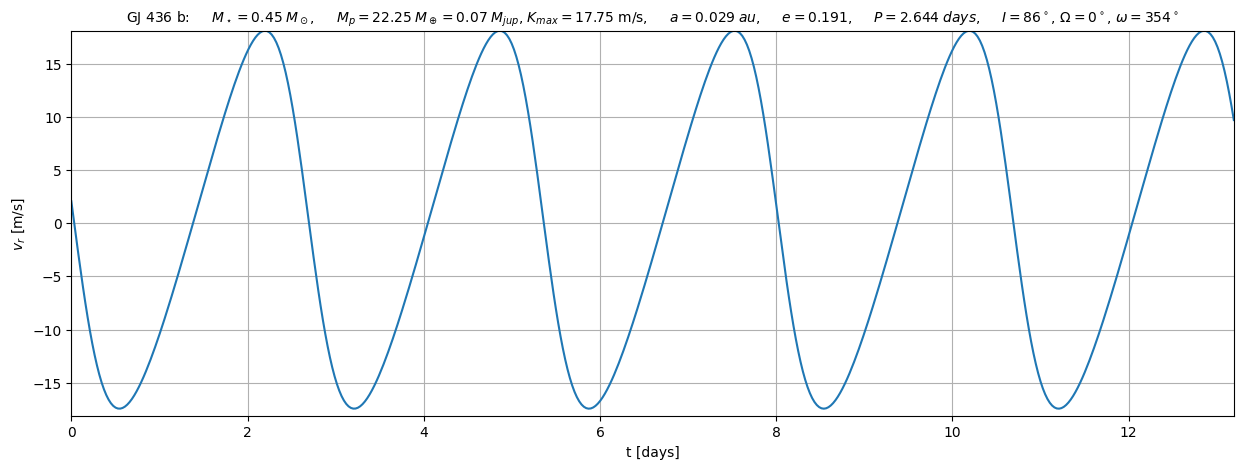 GJ 436 b: M⋆ = 0.45 M⊙, Mₚ = 22.25 M⊕ = 0.07 Mjup, Kmax = 17.75 m/s, a = 0.029 au, e = 0.191, P = 2.644 days, I = 86°, Ω = 0°, ω = 354°
15
10
5
0
−5
−10
−15
vᵣ [m/s]
0 2 4 6 8 10 12
t [days]